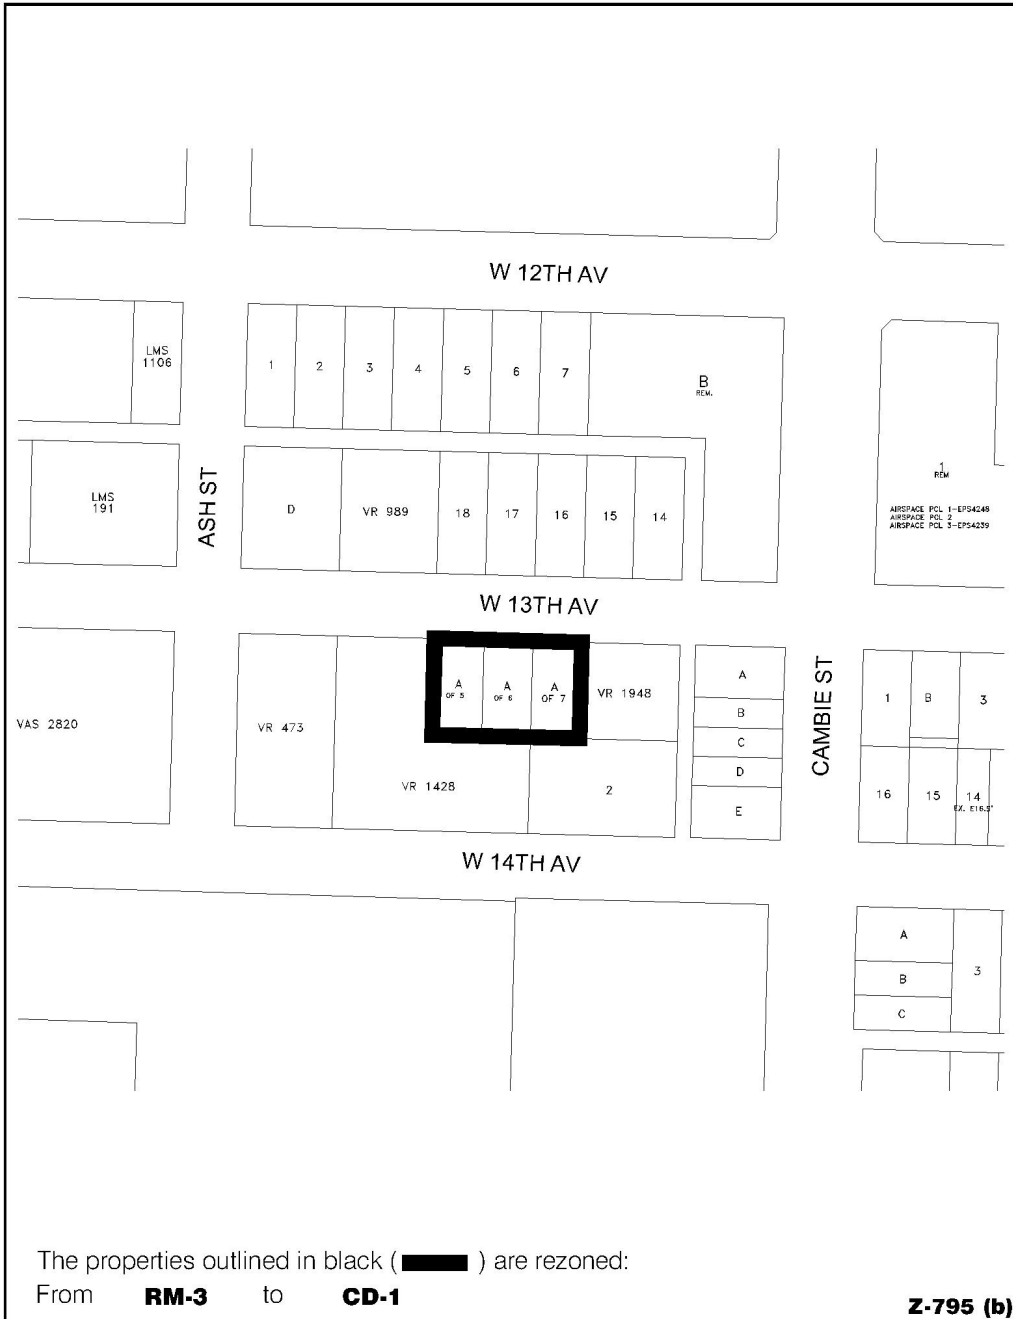 W 12TH AV
LMS
1106
1
2
3
4
5
6
7
B
REM.
1
REM
AIRSPACE PCL 1-EPS4248
AIRSPACE PCL 2
AIRSPACE PCL 3-EPS4239
LMS
191
ASH ST
D
VR 989
18
17
16
15
14
W 13TH AV
VAS 2820
VR 473
A
OF 5
A
OF 6
A
OF 7
VR 1948
VR 1428
2
A
B
C
D
E
CAMBIE ST
1
B
3
16
15
14
EX. E16.5'
W 14TH AV
A
B
C
3
The properties outlined in black ( ) are rezoned:
From RM-3 to CD-1
Z-795 (b)